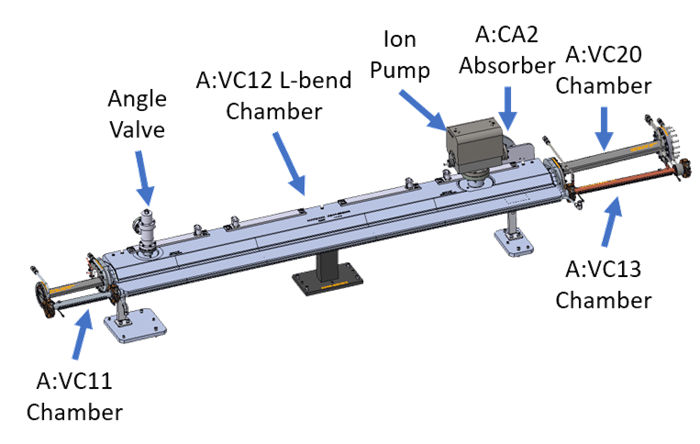 Ion
Pump
A:CA2
Absorber
A:VC20
Chamber
A:VC12 L-bend
Chamber
Angle
Valve
A:VC13
Chamber
A:VC11
Chamber